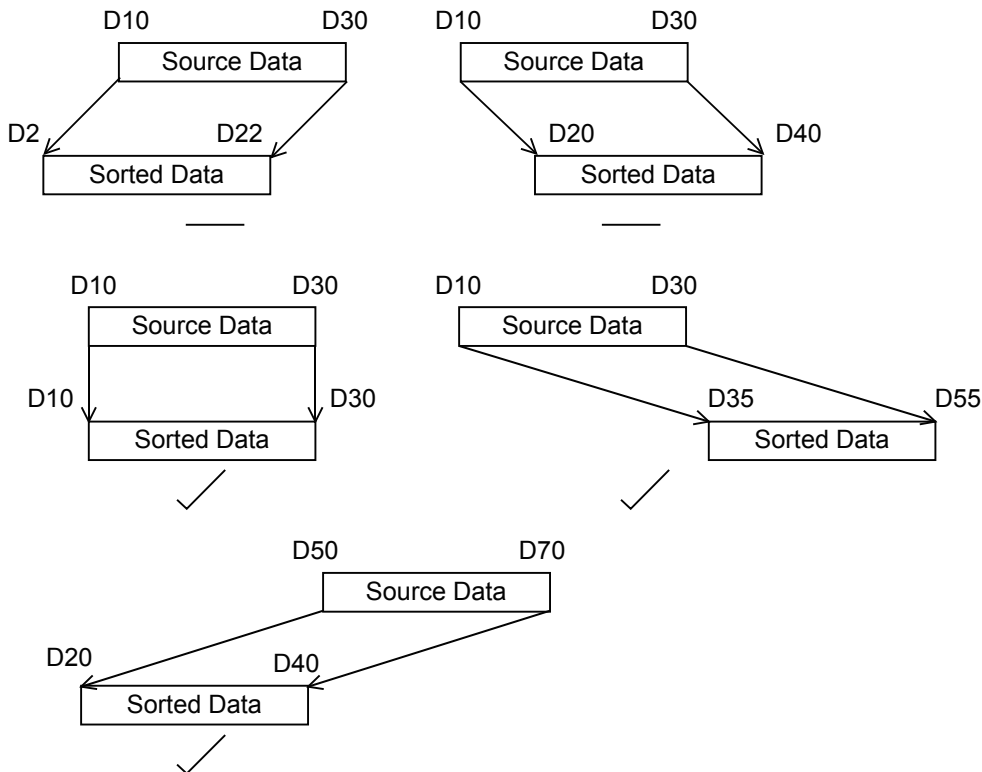 D10 D30 D10 D30
Source Data Source Data
D2 D22 D20 D40
Sorted Data Sorted Data
D10 D30 D10 D30
Source Data Source Data
D10 D30 D35 D55
Sorted Data Sorted Data
D50 D70
Source Data
D20 D40
Sorted Data